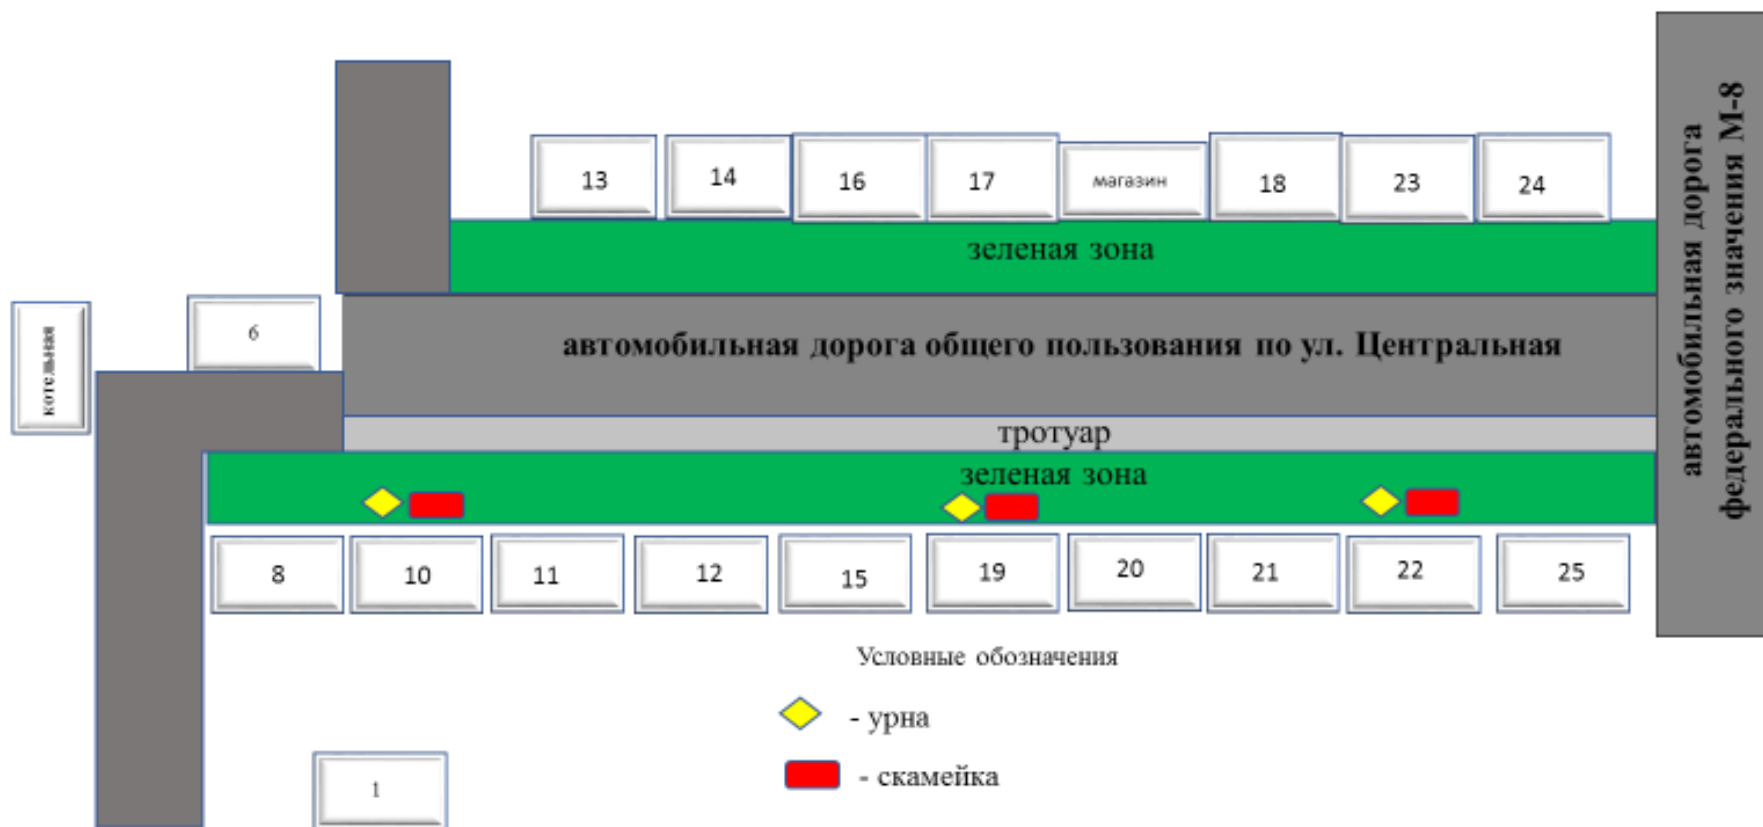 13
14
16
17
магазин
18
23
24
зеленая зона
автомобильная дорога
федерального значения М-8
котельная
6
автомобильная дорога общего пользования по ул. Центральная
тротуар
зеленая зона
8
10
11
12
15
19
20
21
22
25
Условные обозначения
- урна
- скамейка
1